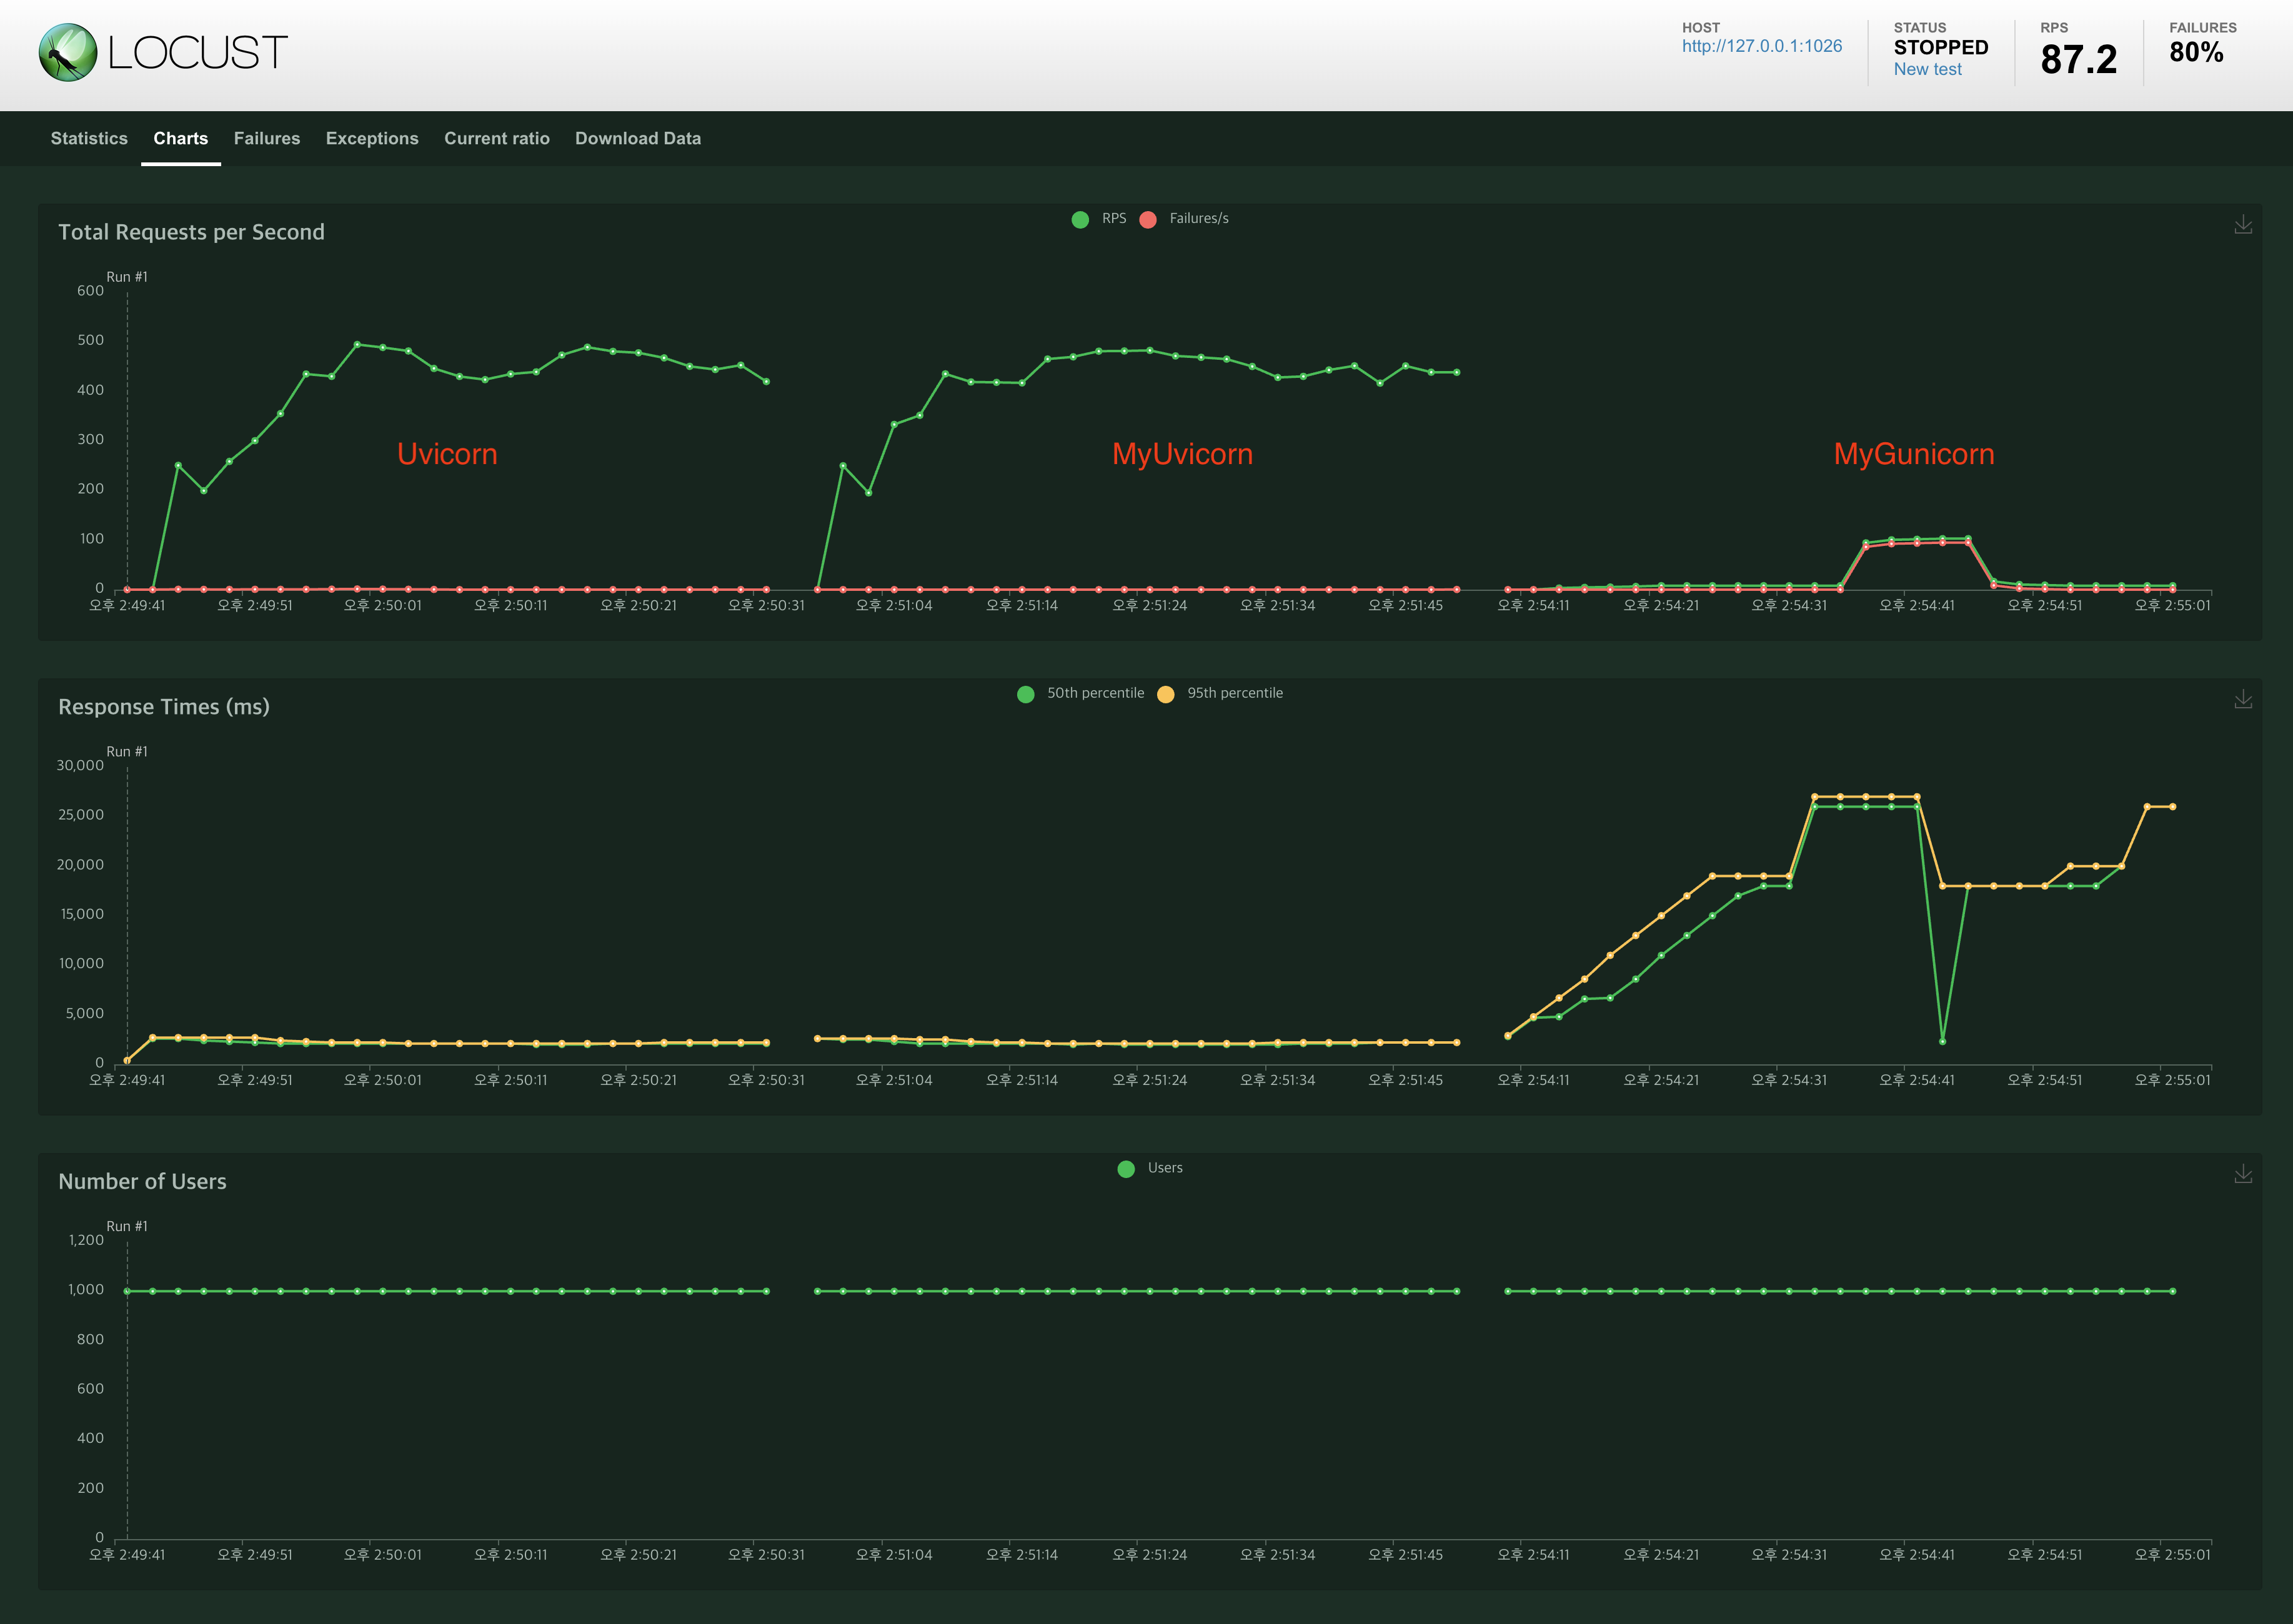 LOCUST
HOST
http://127.0.0.1:1026
STATUS
STOPPED
New test
RPS
87.2
FAILURES
80%
Statistics Charts Failures Exceptions Current ratio Download Data
Total Requests per Second
RPS Failures/s
Run #1
600
500
400
300
200
100
0
Uvicorn MyUvicorn MyGunicorn
오후 2:49:41 오후 2:49:51 오후 2:50:01 오후 2:50:11 오후 2:50:21 오후 2:50:31 오후 2:51:04 오후 2:51:14 오후 2:51:24 오후 2:51:34 오후 2:51:45 오후 2:54:11 오후 2:54:21 오후 2:54:31 오후 2:54:41 오후 2:54:51 오후 2:55:01
Response Times (ms)
50th percentile 95th percentile
Run #1
30,000
25,000
20,000
15,000
10,000
5,000
0
오후 2:49:41 오후 2:49:51 오후 2:50:01 오후 2:50:11 오후 2:50:21 오후 2:50:31 오후 2:51:04 오후 2:51:14 오후 2:51:24 오후 2:51:34 오후 2:51:45 오후 2:54:11 오후 2:54:21 오후 2:54:31 오후 2:54:41 오후 2:54:51 오후 2:55:01
Number of Users
Users
Run #1
1,200
1,000
800
600
400
200
0
오후 2:49:41 오후 2:49:51 오후 2:50:01 오후 2:50:11 오후 2:50:21 오후 2:50:31 오후 2:51:04 오후 2:51:14 오후 2:51:24 오후 2:51:34 오후 2:51:45 오후 2:54:11 오후 2:54:21 오후 2:54:31 오후 2:54:41 오후 2:54:51 오후 2:55:01